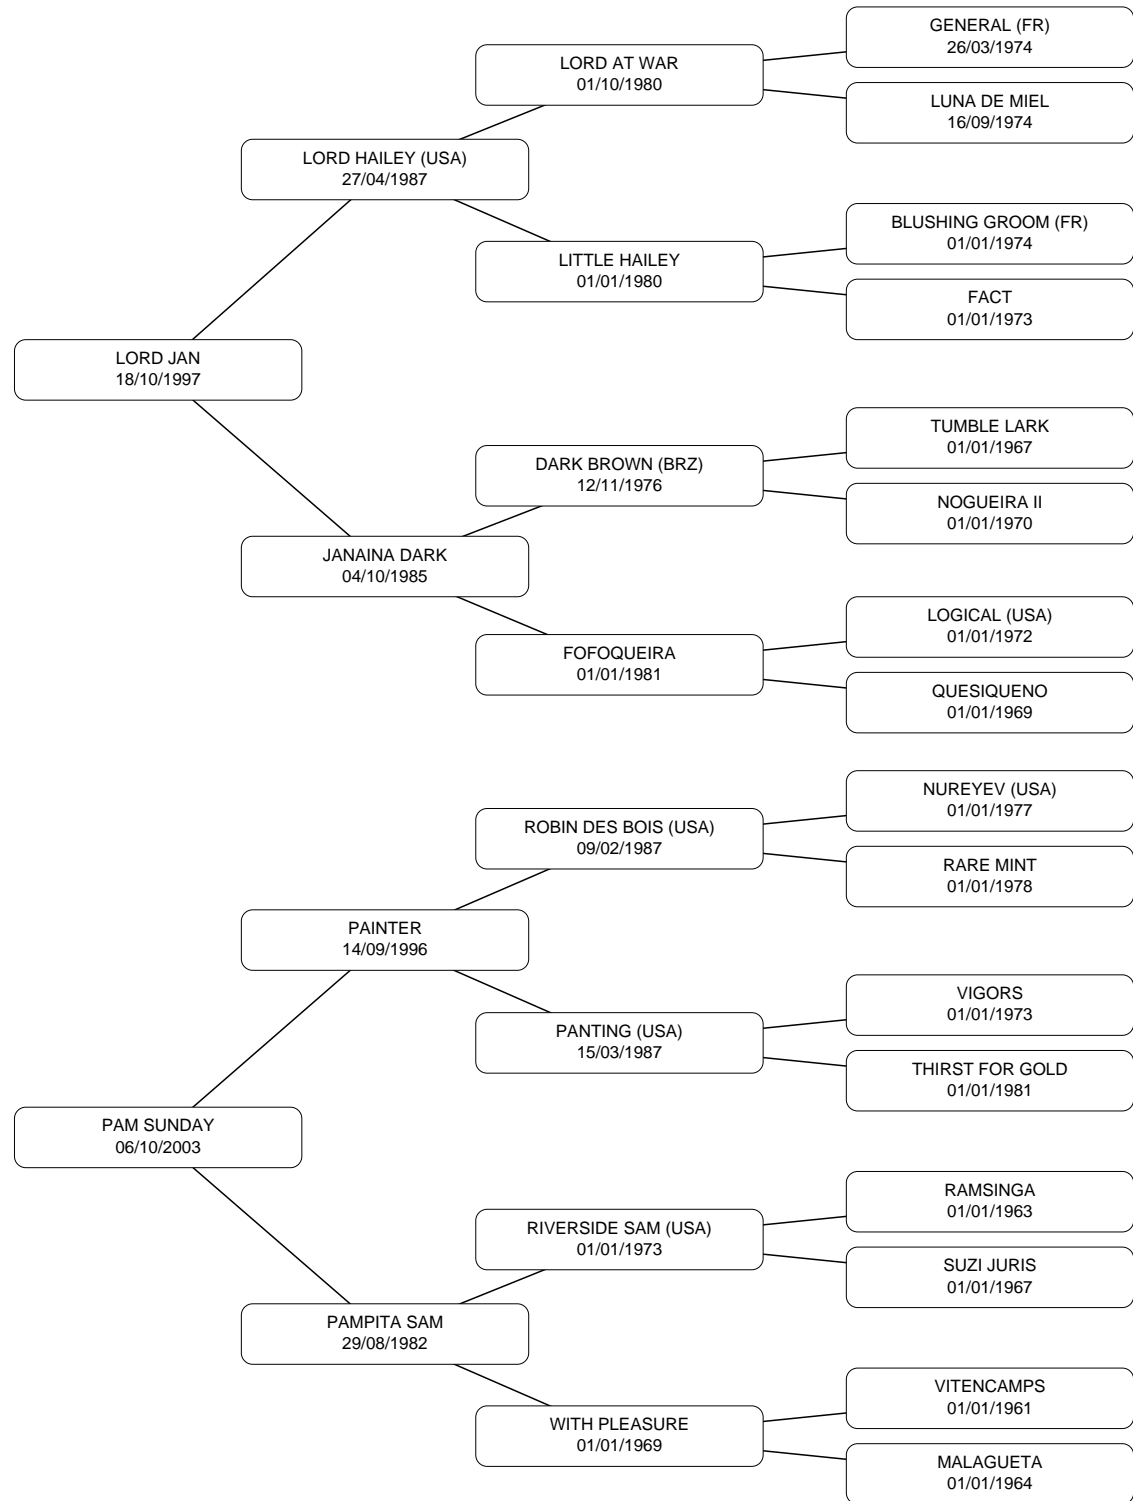 GENERAL (FR)
26/03/1974
LORD AT WAR
01/10/1980
LUNA DE MIEL
16/09/1974
LORD HAILEY (USA)
27/04/1987
BLUSHING GROOM (FR)
01/01/1974
LITTLE HAILEY
01/01/1980
FACT
01/01/1973
LORD JAN
18/10/1997
TUMBLE LARK
01/01/1967
DARK BROWN (BRZ)
12/11/1976
NOGUEIRA II
01/01/1970
JANAINA DARK
04/10/1985
LOGICAL (USA)
01/01/1972
FOFOQUEIRA
01/01/1981
QUESIQUENO
01/01/1969
NUREYEV (USA)
01/01/1977
ROBIN DES BOIS (USA)
09/02/1987
RARE MINT
01/01/1978
PAINTER
14/09/1996
VIGORS
01/01/1973
PANTING (USA)
15/03/1987
THIRST FOR GOLD
01/01/1981
PAM SUNDAY
06/10/2003
RAMSINGA
01/01/1963
RIVERSIDE SAM (USA)
01/01/1973
SUZI JURIS
01/01/1967
PAMPITA SAM
29/08/1982
VITENCAMPS
01/01/1961
WITH PLEASURE
01/01/1969
MALAGUETA
01/01/1964